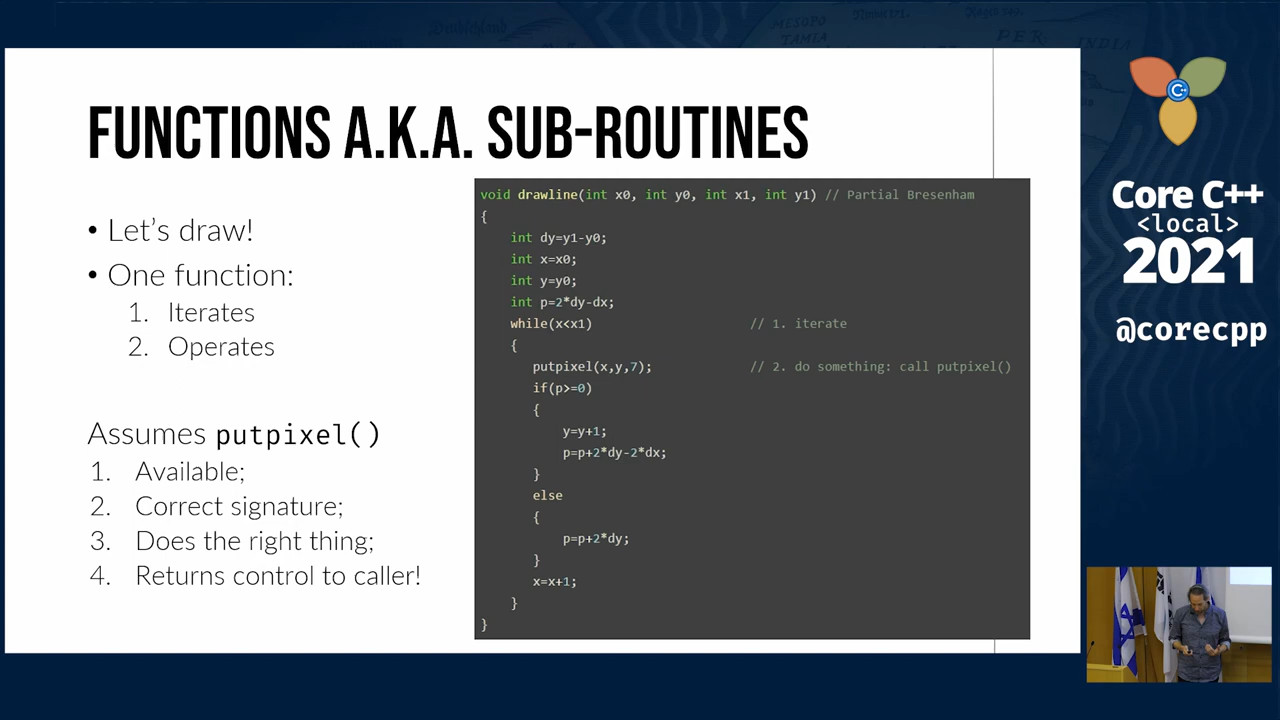 FUNCTIONS A.K.A. SUB-ROUTINES
• Let's draw!
• One function:
1. Iterates
2. Operates
Assumes putpixel()
1. Available;
2. Correct signature;
3. Does the right thing;
4. Returns control to caller!
void drawline(int x0, int y0, int x1, int y1) // Partial Bresenham
{
int dy=y1-y0;
int x=x0;
int y=y0;
int p=2*dy-dx;
while(x<x1) // 1. iterate
{
putpixel(x,y,7); // 2. do something: call putpixel()
if(p>=0)
{
y=y+1;
p=p+2*dy-2*dx;
}
else
{
p=p+2*dy;
}
x=x+1;
}
}
MESOPO
TAMIA
PER
INDIA
C++
Core C++
<local>
2021
@corecpp